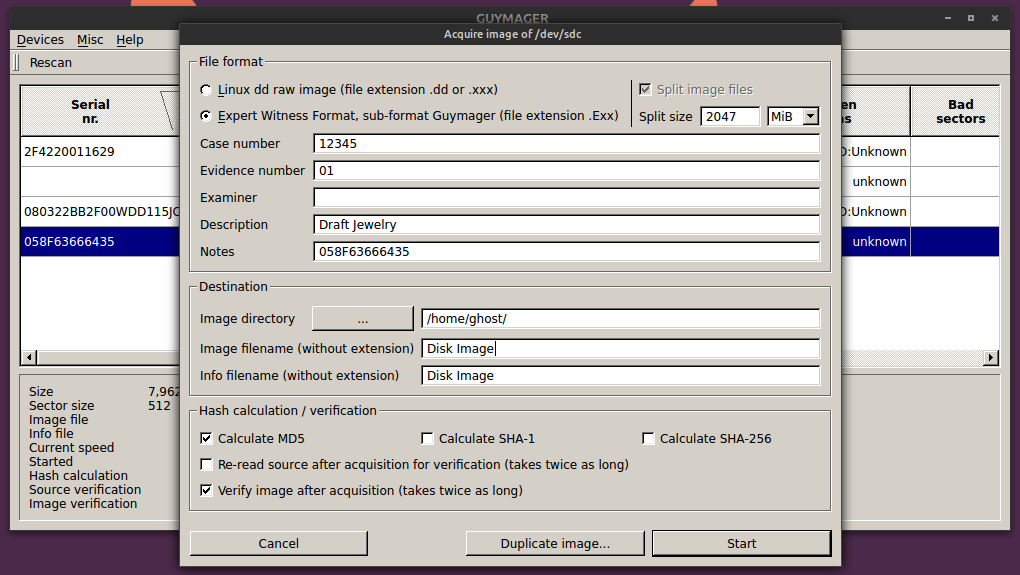 GUYMAGER
Acquire image of /dev/sdc
Devices Misc Help
Rescan
Serial nr.
Bad sectors
2F4220011629
unknown
080322BB2F00WDD115JC
058F63666435
unknown
File format
Linux dd raw image (file extension .dd or .xxx)
Split image files
Expert Witness Format, sub-format Guymager (file extension .Exx)
Split size 2047 MiB
Case number 12345
Evidence number 01
Examiner
Description Draft Jewelry
Notes 058F63666435
Destination
Image directory ... /home/ghost/
Image filename (without extension) Disk Image
Info filename (without extension) Disk Image
Hash calculation / verification
Calculate MD5 Calculate SHA-1 Calculate SHA-256
Re-read source after acquisition for verification (takes twice as long)
Verify image after acquisition (takes twice as long)
Cancel Duplicate image... Start
Size 7,962
Sector size 512
Image file
Info file
Current speed
Started
Hash calculation
Source verification
Image verification